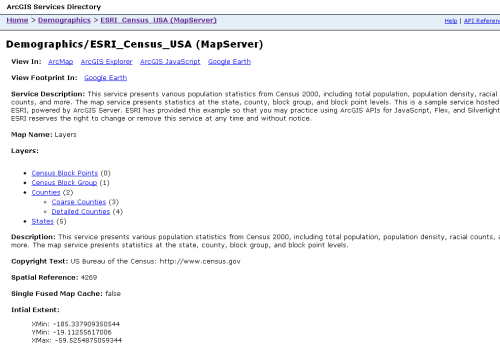 ArcGIS Services Directory
Home > Demographics > ESRI_Census_USA (MapServer)
Help | API Referen
Demographics/ESRI_Census_USA (MapServer)
View In: ArcMap ArcGIS Explorer ArcGIS JavaScript Google Earth
View Footprint In: Google Earth
Service Description: This service presents various population statistics from Census 2000, including total population, population density, racial
counts, and more. The map service presents statistics at the state, county, block group, and block point levels. This is a sample service hosted
ESRI, powered by ArcGIS Server. ESRI has provided this example so that you may practice using ArcGIS APIs for JavaScript, Flex, and Silverlight
ESRI reserves the right to change or remove this service at any time and without notice.
Map Name: Layers
Layers:
• Census Block Points (0)
• Census Block Group (1)
• Counties (2)
○ Coarse Counties (3)
○ Detailed Counties (4)
• States (5)
Description: This service presents various population statistics from Census 2000, including total population, population density, racial counts, a
more. The map service presents statistics at the state, county, block group, and block point levels.
Copyright Text: US Bureau of the Census: http://www.census.gov
Spatial Reference: 4269
Single Fused Map Cache: false
Intial Extent:
XMin: -185.337909350544
YMin: -19.11255617006
XMax: -59.5254875059344